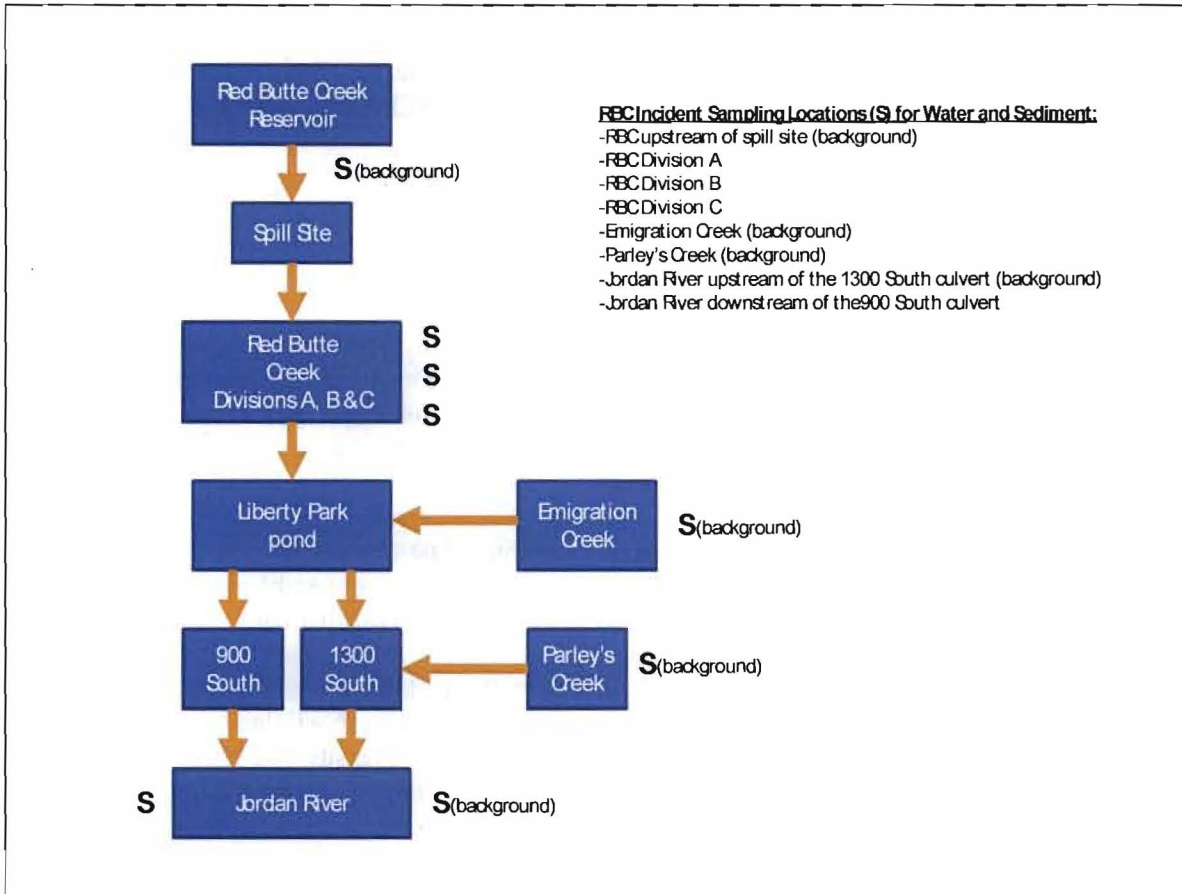 Red Butte Creek
Reservoir
S(background)
Spill Site
Red Butte
Creek
Divisions A, B & C
S
S
S
Liberty Park
pond
Emigration
Creek
S(background)
900
South
1300
South
Parley's
Creek
S(background)
S
Jordan River
S(background)
RBC Incident Sampling Locations (S) for Water and Sediment:
-RBC upstream of spill site (background)
-RBC Division A
-RBC Division B
-RBC Division C
-Emigration Creek (background)
-Parley's Creek (background)
-Jordan River upstream of the 1300 South culvert (background)
-Jordan River downstream of the 900 South culvert